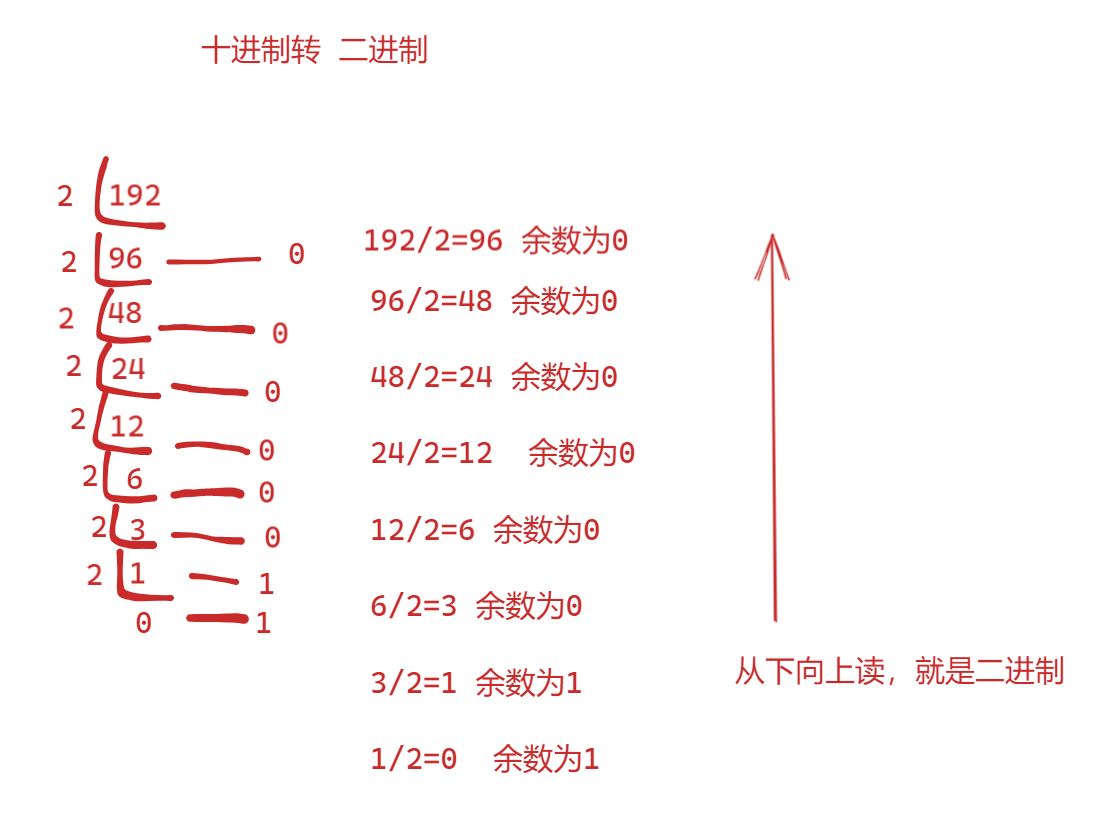 十进制转 二进制
2 192
2 96 0
2 48 0
2 24 0
2 12 0
2 6 0
2 3 0
2 1 1
0 1
192/2=96 余数为0
96/2=48 余数为0
48/2=24 余数为0
24/2=12 余数为0
12/2=6 余数为0
6/2=3 余数为0
3/2=1 余数为1
1/2=0 余数为1
从下向上读，就是二进制